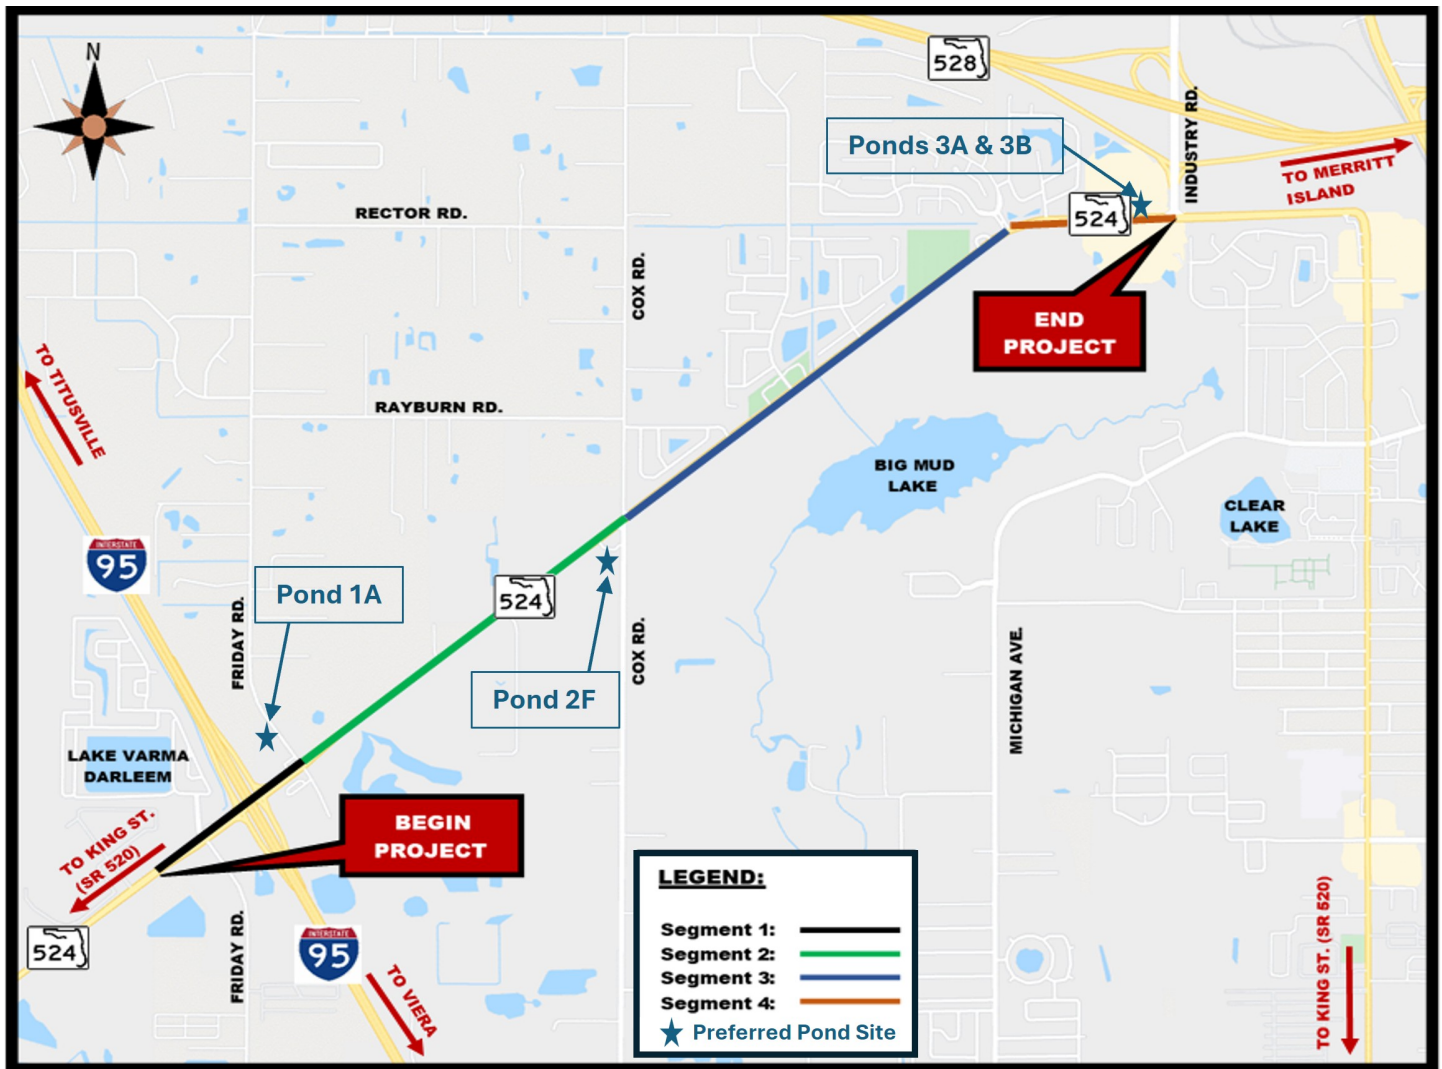 N
528
INDUSTRY RD.
Ponds 3A & 3B
TO MERRITT
ISLAND
RECTOR RD.
524
COX RD.
END
PROJECT
TO TITUSVILLE
RAYBURN RD.
BIG MUD
LAKE
CLEAR
LAKE
INTERSTATE
95
Pond 1A
524
FRIDAY RD.
COX RD.
MICHIGAN AVE.
Pond 2F
LAKE VARMA
DARLEEM
BEGIN
PROJECT
TO KING ST.
(SR 520)
524
FRIDAY RD.
INTERSTATE
95
TO VIERA
LEGEND:
Segment 1:
Segment 2:
Segment 3:
Segment 4:
Preferred Pond Site
TO KING ST. (SR 520)